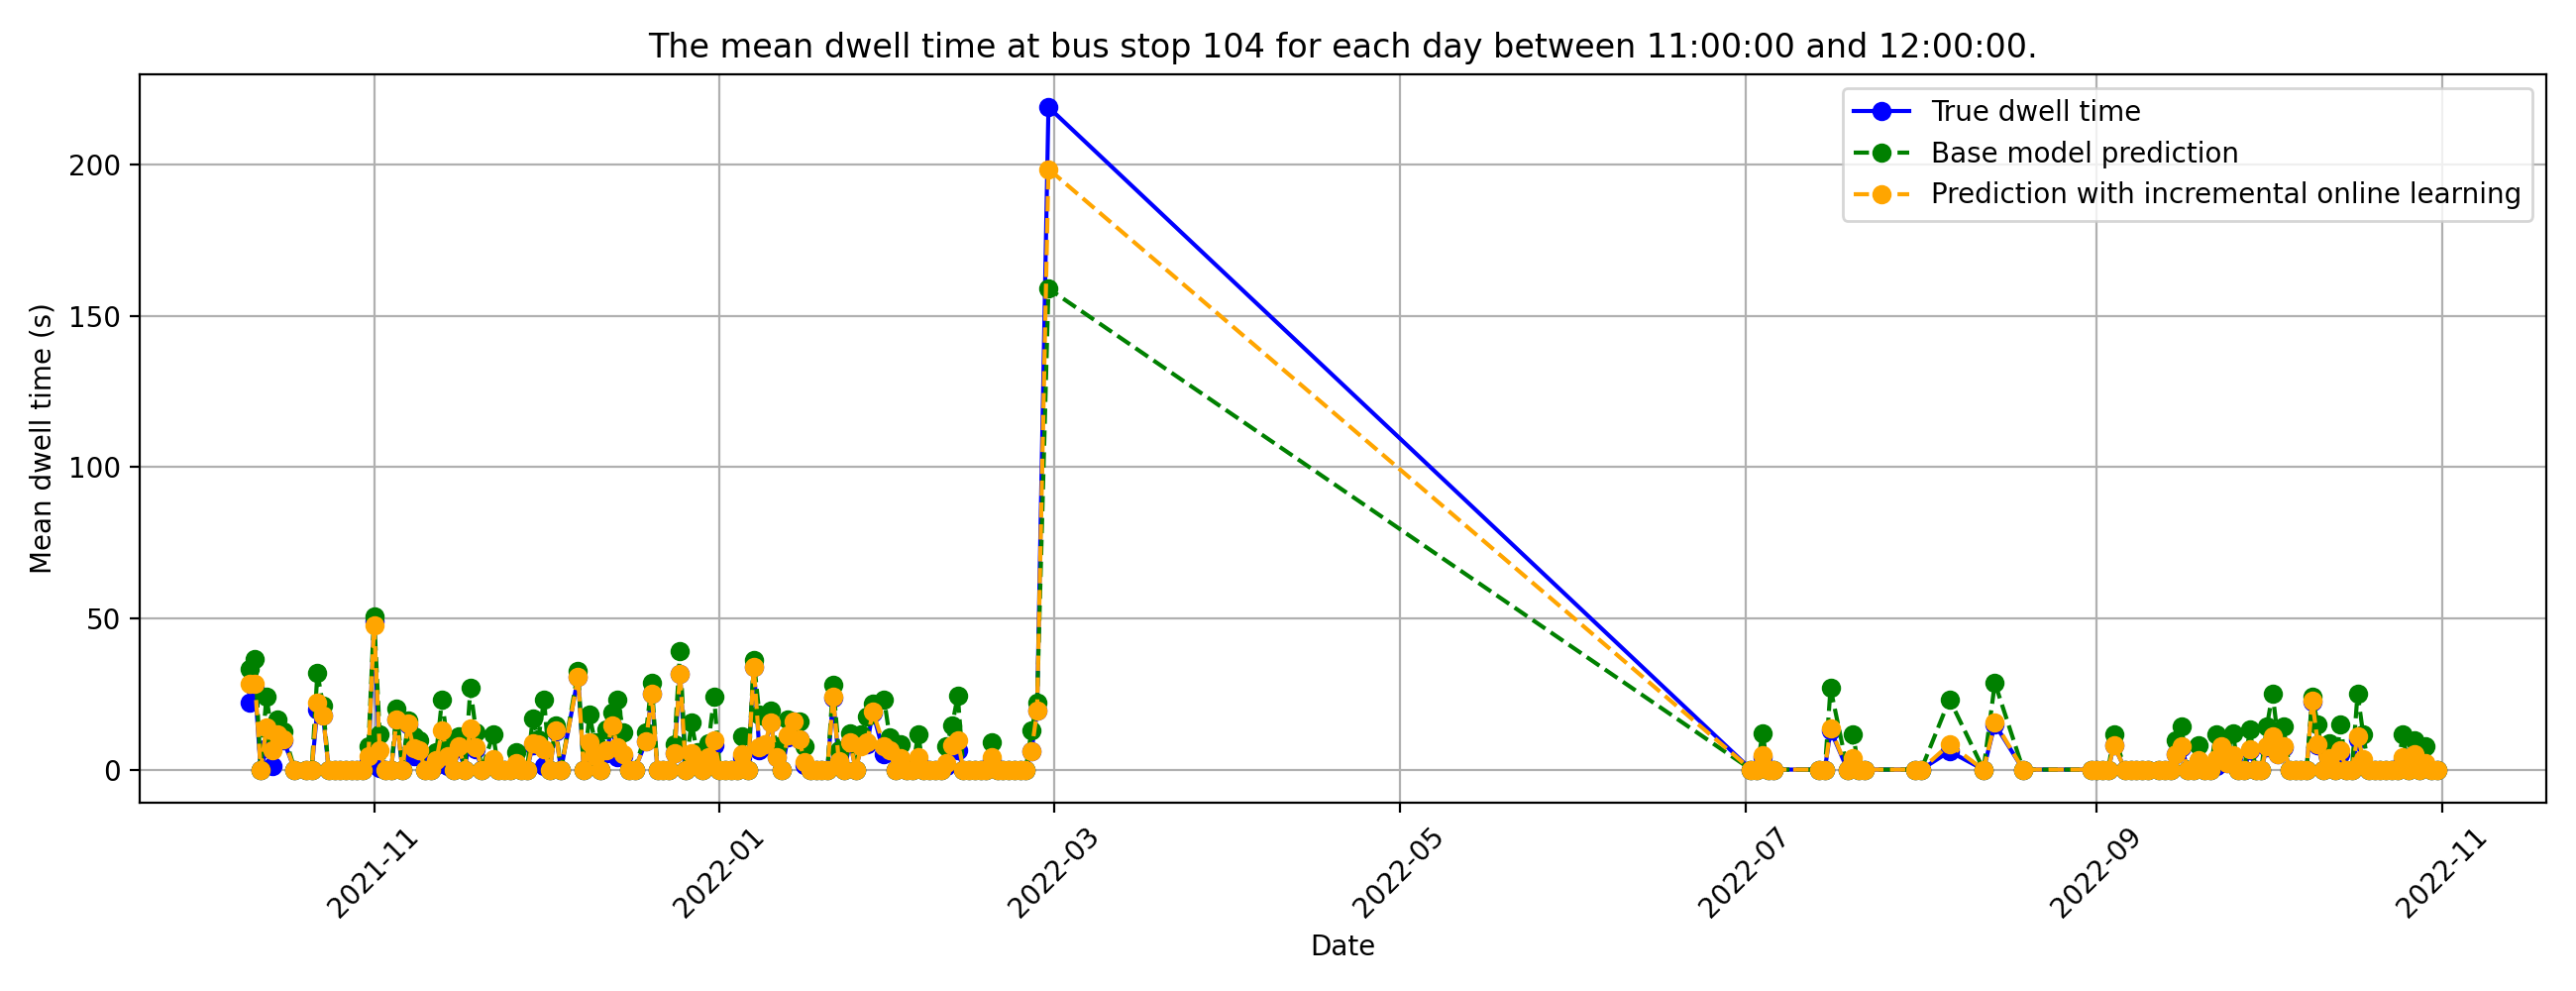 The mean dwell time at bus stop 104 for each day between 11:00:00 and 12:00:00.
True dwell time
Base model prediction
Prediction with incremental online learning
Mean dwell time (s)
200
150
100
50
0
2021-11
2022-01
2022-03
2022-05
2022-07
2022-09
2022-11
Date